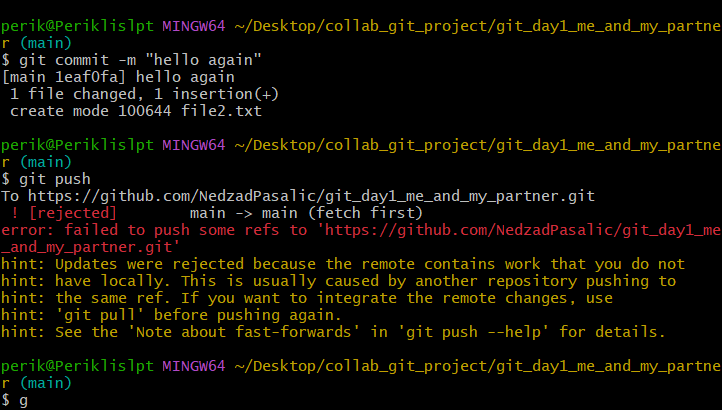 perik@Periklislpt MINGW64 ~/Desktop/collab_git_project/git_day1_me_and_my_partne
r (main)
$ git commit -m "hello again"
[main 1eaf0fa] hello again
 1 file changed, 1 insertion(+)
 create mode 100644 file2.txt
perik@Periklislpt MINGW64 ~/Desktop/collab_git_project/git_day1_me_and_my_partne
r (main)
$ git push
To https://github.com/NedzadPasalic/git_day1_me_and_my_partner.git
 ! [rejected]        main -> main (fetch first)
error: failed to push some refs to 'https://github.com/NedzadPasalic/git_day1_me
_and_my_partner.git'
hint: Updates were rejected because the remote contains work that you do not
hint: have locally. This is usually caused by another repository pushing to
hint: the same ref. If you want to integrate the remote changes, use
hint: 'git pull' before pushing again.
hint: See the 'Note about fast-forwards' in 'git push --help' for details.
perik@Periklislpt MINGW64 ~/Desktop/collab_git_project/git_day1_me_and_my_partne
r (main)
$ g